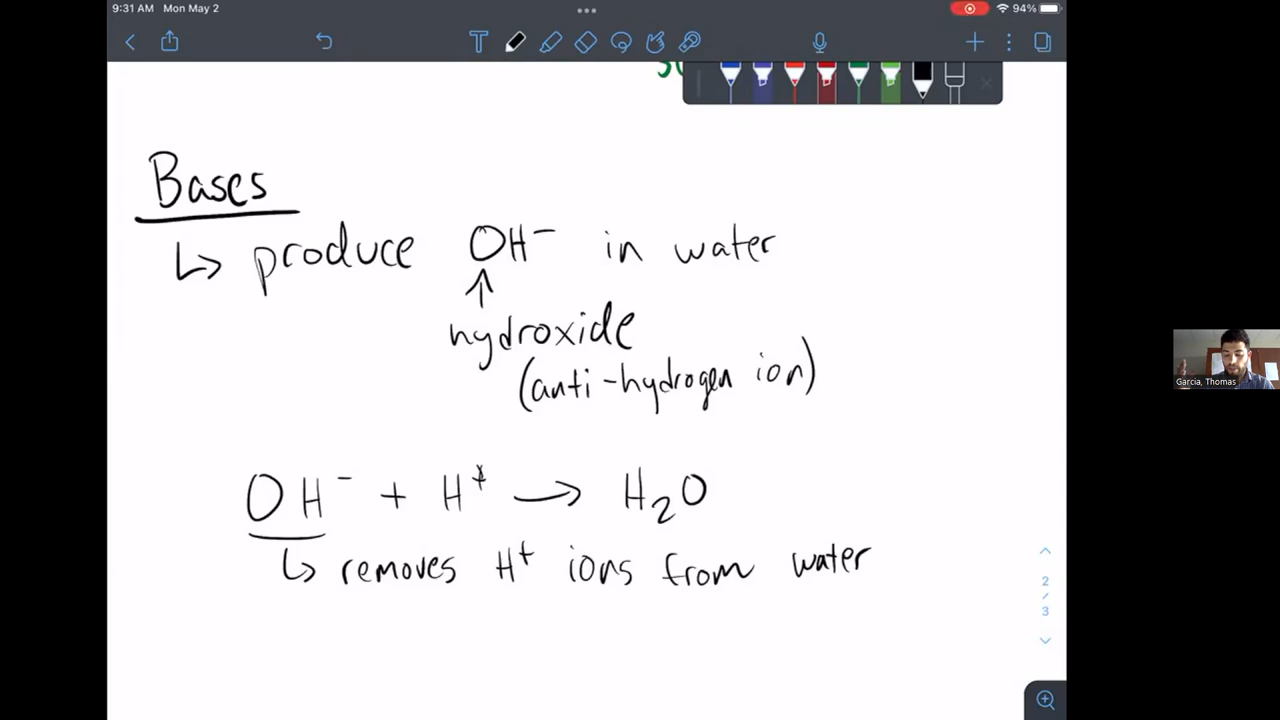 9:31 AM Mon May 2
94%
Bases
↳ produce OH⁻ in water
↑
hydroxide
(anti-hydrogen ion)
OH⁻ + H⁺ → H₂O
↳ removes H⁺ ions from water
2
/
3
Garcia, Thomas